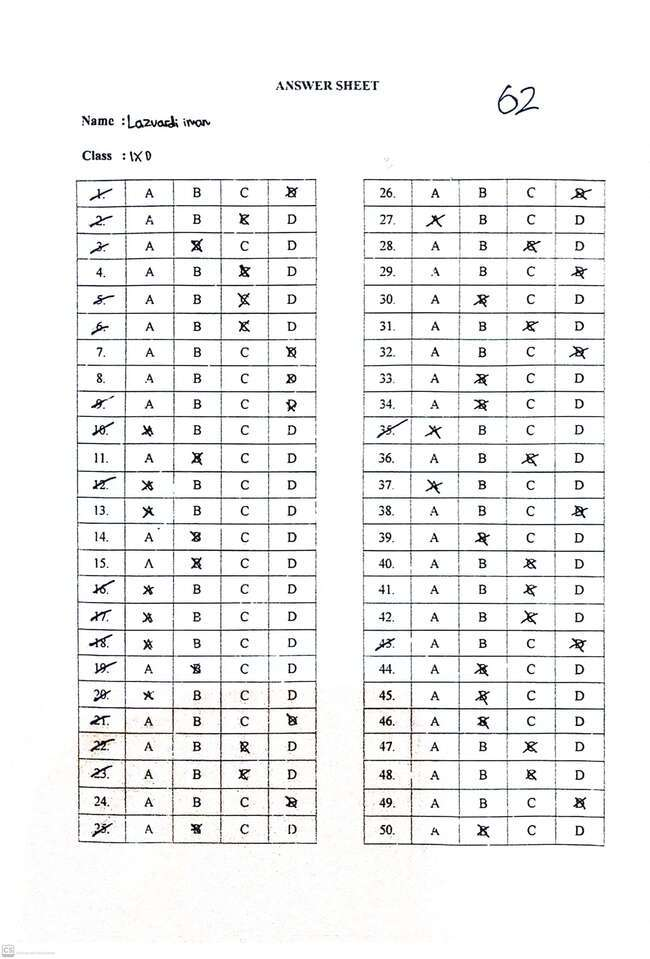 ANSWER SHEET
62
Name : Lazuardi iman
Class : IX D
1. A B C D
2. A B C D
3. A B C D
4. A B C D
5. A B C D
6. A B C D
7. A B C D
8. A B C D
9. A B C D
10. A B C D
11. A B C D
12. A B C D
13. A B C D
14. A B C D
15. A B C D
16. A B C D
17. A B C D
18. A B C D
19. A B C D
20. A B C D
21. A B C D
22. A B C D
23. A B C D
24. A B C D
25. A B C D
26. A B C D
27. A B C D
28. A B C D
29. A B C D
30. A B C D
31. A B C D
32. A B C D
33. A B C D
34. A B C D
35. A B C D
36. A B C D
37. A B C D
38. A B C D
39. A B C D
40. A B C D
41. A B C D
42. A B C D
43. A B C D
44. A B C D
45. A B C D
46. A B C D
47. A B C D
48. A B C D
49. A B C D
50. A B C D
CS